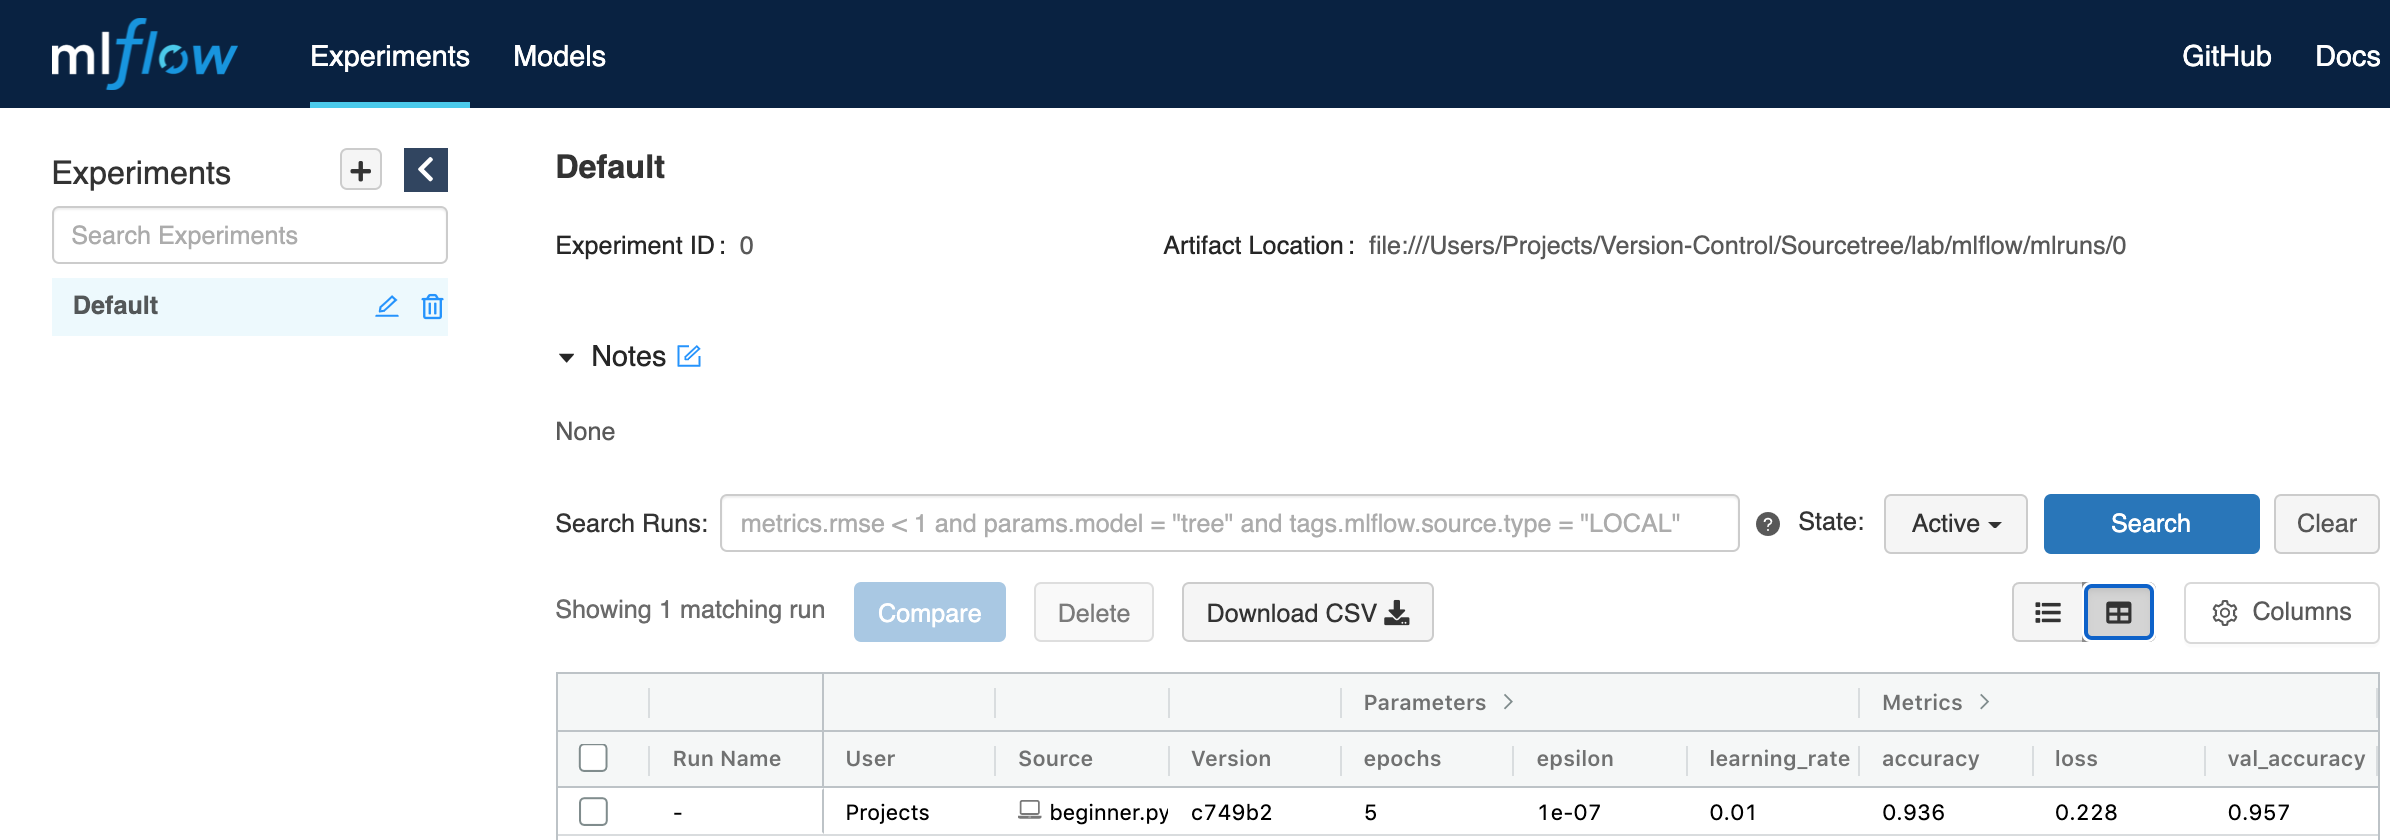 mlflow Experiments Models GitHub Docs
Experiments
Search Experiments
Default
Default
Experiment ID: 0 Artifact Location: file:///Users/Projects/Version-Control/Sourcetree/lab/mlflow/mlruns/0
Notes
None
Search Runs: metrics.rmse < 1 and params.model = "tree" and tags.mlflow.source.type = "LOCAL" ? State: Active Search Clear
Showing 1 matching run Compare Delete Download CSV Columns
Parameters > Metrics >
Run Name User Source Version epochs epsilon learning_rate accuracy loss val_accuracy
- Projects beginner.py c749b2 5 1e-07 0.01 0.936 0.228 0.957